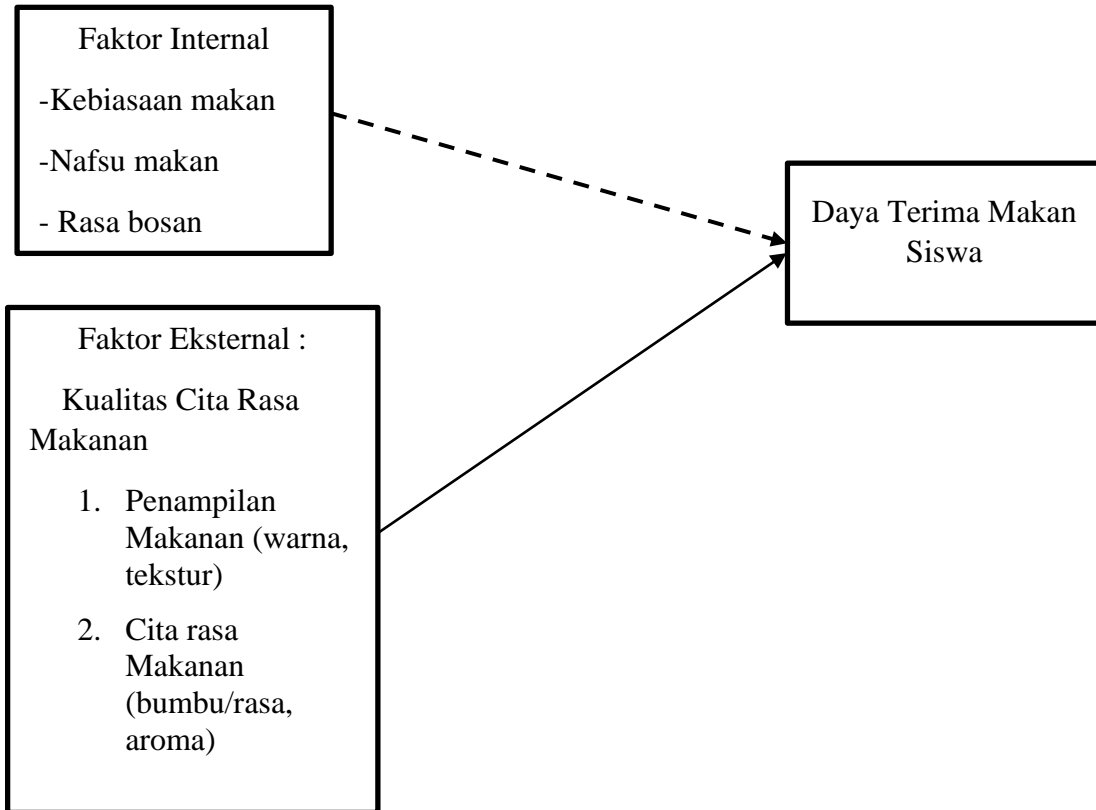 Faktor Internal
-Kebiasaan makan
-Nafsu makan
- Rasa bosan
Daya Terima Makan
Siswa
Faktor Eksternal :
Kualitas Cita Rasa
Makanan
1. Penampilan
Makanan (warna,
tekstur)
2. Cita rasa
Makanan
(bumbu/rasa,
aroma)